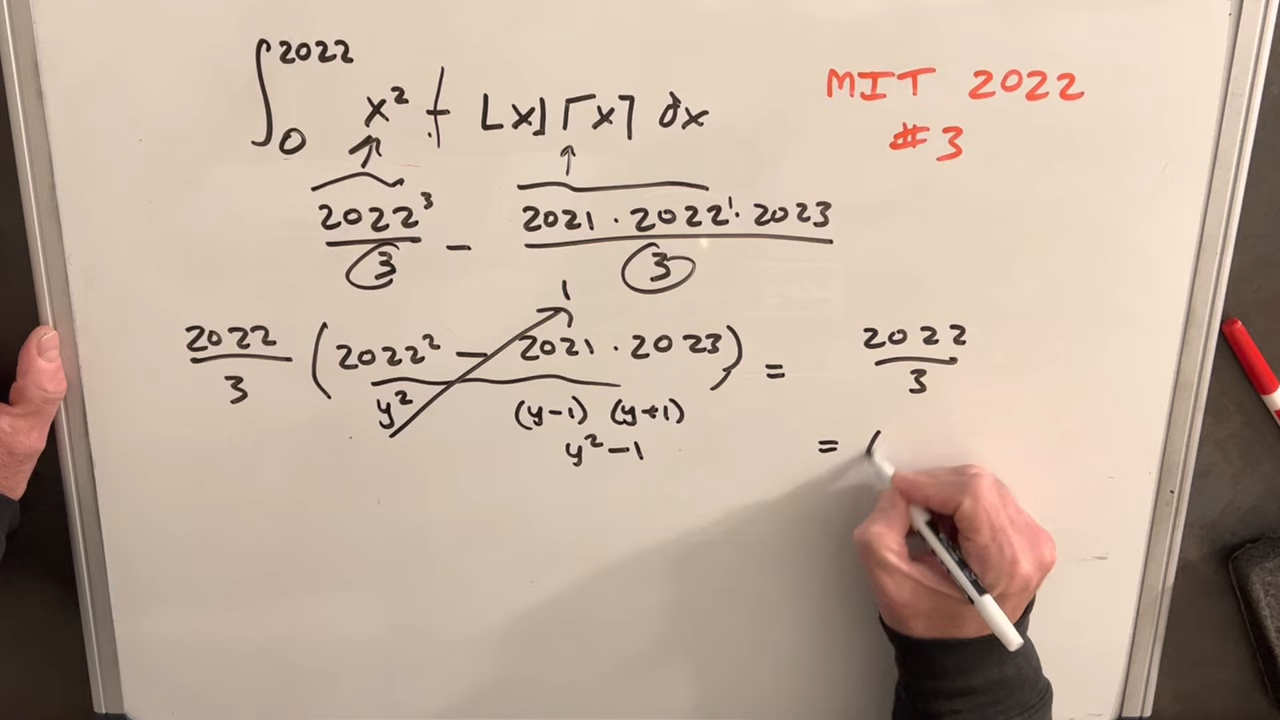 ∫₀²⁰²² x² - ⌊x⌋⌈x⌉ dx
MIT 2022
#3
2022³/3 - 2021 · 2022 · 2023/3
1
2022/3 (2022² - 2021 · 2023) = 2022/3
y² (y-1) (y+1)
y²-1
=